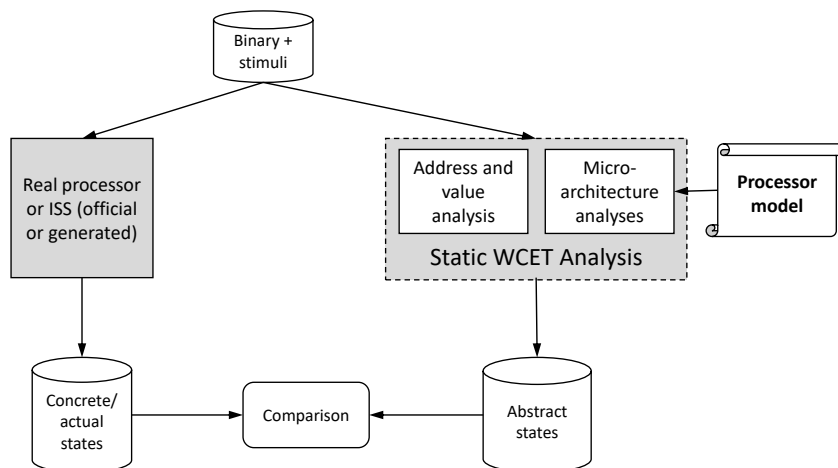 Binary +
stimuli
Real processor
or ISS (official
or generated)
Address and
value
analysis
Micro-
architecture
analyses
Processor
model
Static WCET Analysis
Concrete/
actual
states
Comparison
Abstract
states